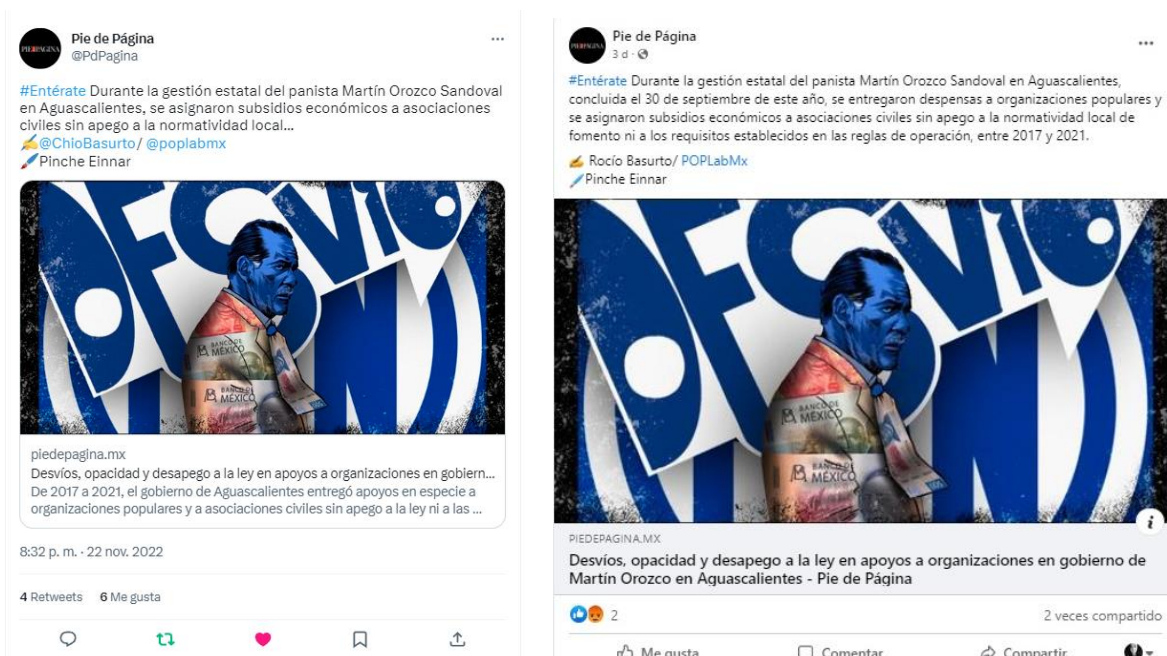 Pie de Página
@PdPagina
#Entérate Durante la gestión estatal del panista Martín Orozco Sandoval
en Aguascalientes, se asignaron subsidios económicos a asociaciones
civiles sin apego a la normatividad local...
@ChioBasurto/ @poplabmx
Pinche Einnar
DESVÍO
BANCO DE
MÉXICO
BANCO DE
MÉXICO
piedepagina.mx
Desvíos, opacidad y desapego a la ley en apoyos a organizaciones en gobiern...
De 2017 a 2021, el gobierno de Aguascalientes entregó apoyos en especie a
organizaciones populares y a asociaciones civiles sin apego a la ley ni a las ...
8:32 p. m. · 22 nov. 2022
4 Retweets 6 Me gusta
Pie de Página
3 d ·
#Entérate Durante la gestión estatal del panista Martín Orozco Sandoval en Aguascalientes,
concluida el 30 de septiembre de este año, se entregaron despensas a organizaciones populares y
se asignaron subsidios económicos a asociaciones civiles sin apego a la normatividad local de
fomento ni a los requisitos establecidos en las reglas de operación, entre 2017 y 2021.
Rocío Basurto/ POPLabMx
Pinche Einnar
DESVÍO
BANCO DE
MÉXICO
BANCO DE
MÉXICO
PIEDEPAGINA.MX
Desvíos, opacidad y desapego a la ley en apoyos a organizaciones en gobierno de
Martín Orozco en Aguascalientes - Pie de Página
2
2 veces compartido
Me gusta Comentar Compartir